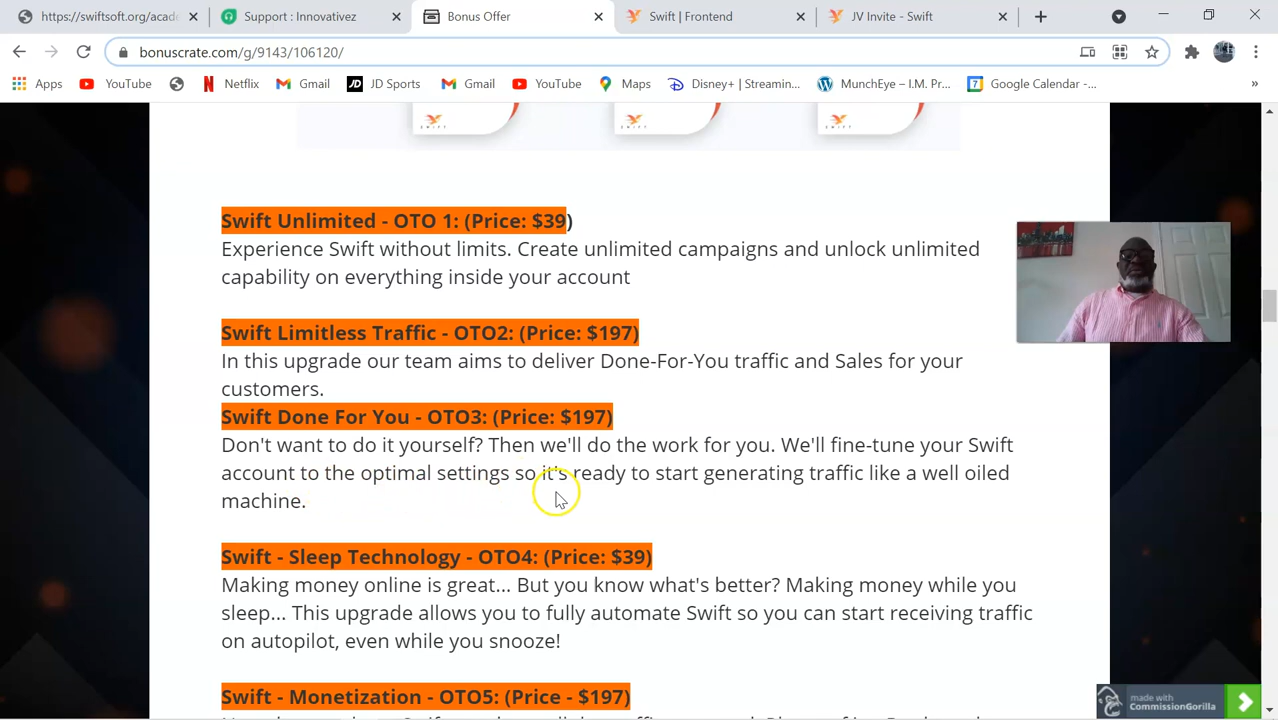 https://swiftsoft.org/acad
Support : Innovativez
Bonus Offer
Swift | Frontend
JV Invite - Swift
bonuscrate.com/g/9143/106120/
Apps
YouTube
Netflix
Gmail
JD JD Sports
Gmail
YouTube
Maps
Disney+ | Streamin...
MunchEye – I.M. Pr...
7 Google Calendar -...
»
SWIFT
SWIFT
SWIFT
Swift Unlimited - OTO 1: (Price: $39)
Experience Swift without limits. Create unlimited campaigns and unlock unlimited
capability on everything inside your account
Swift Limitless Traffic - OTO2: (Price: $197)
In this upgrade our team aims to deliver Done-For-You traffic and Sales for your
customers.
Swift Done For You - OTO3: (Price: $197)
Don't want to do it yourself? Then we'll do the work for you. We'll fine-tune your Swift
account to the optimal settings so it's ready to start generating traffic like a well oiled
machine.
Swift - Sleep Technology - OTO4: (Price: $39)
Making money online is great... But you know what's better? Making money while you
sleep... This upgrade allows you to fully automate Swift so you can start receiving traffic
on autopilot, even while you snooze!
Swift - Monetization - OTO5: (Price - $197)
made with
CommissionGorilla